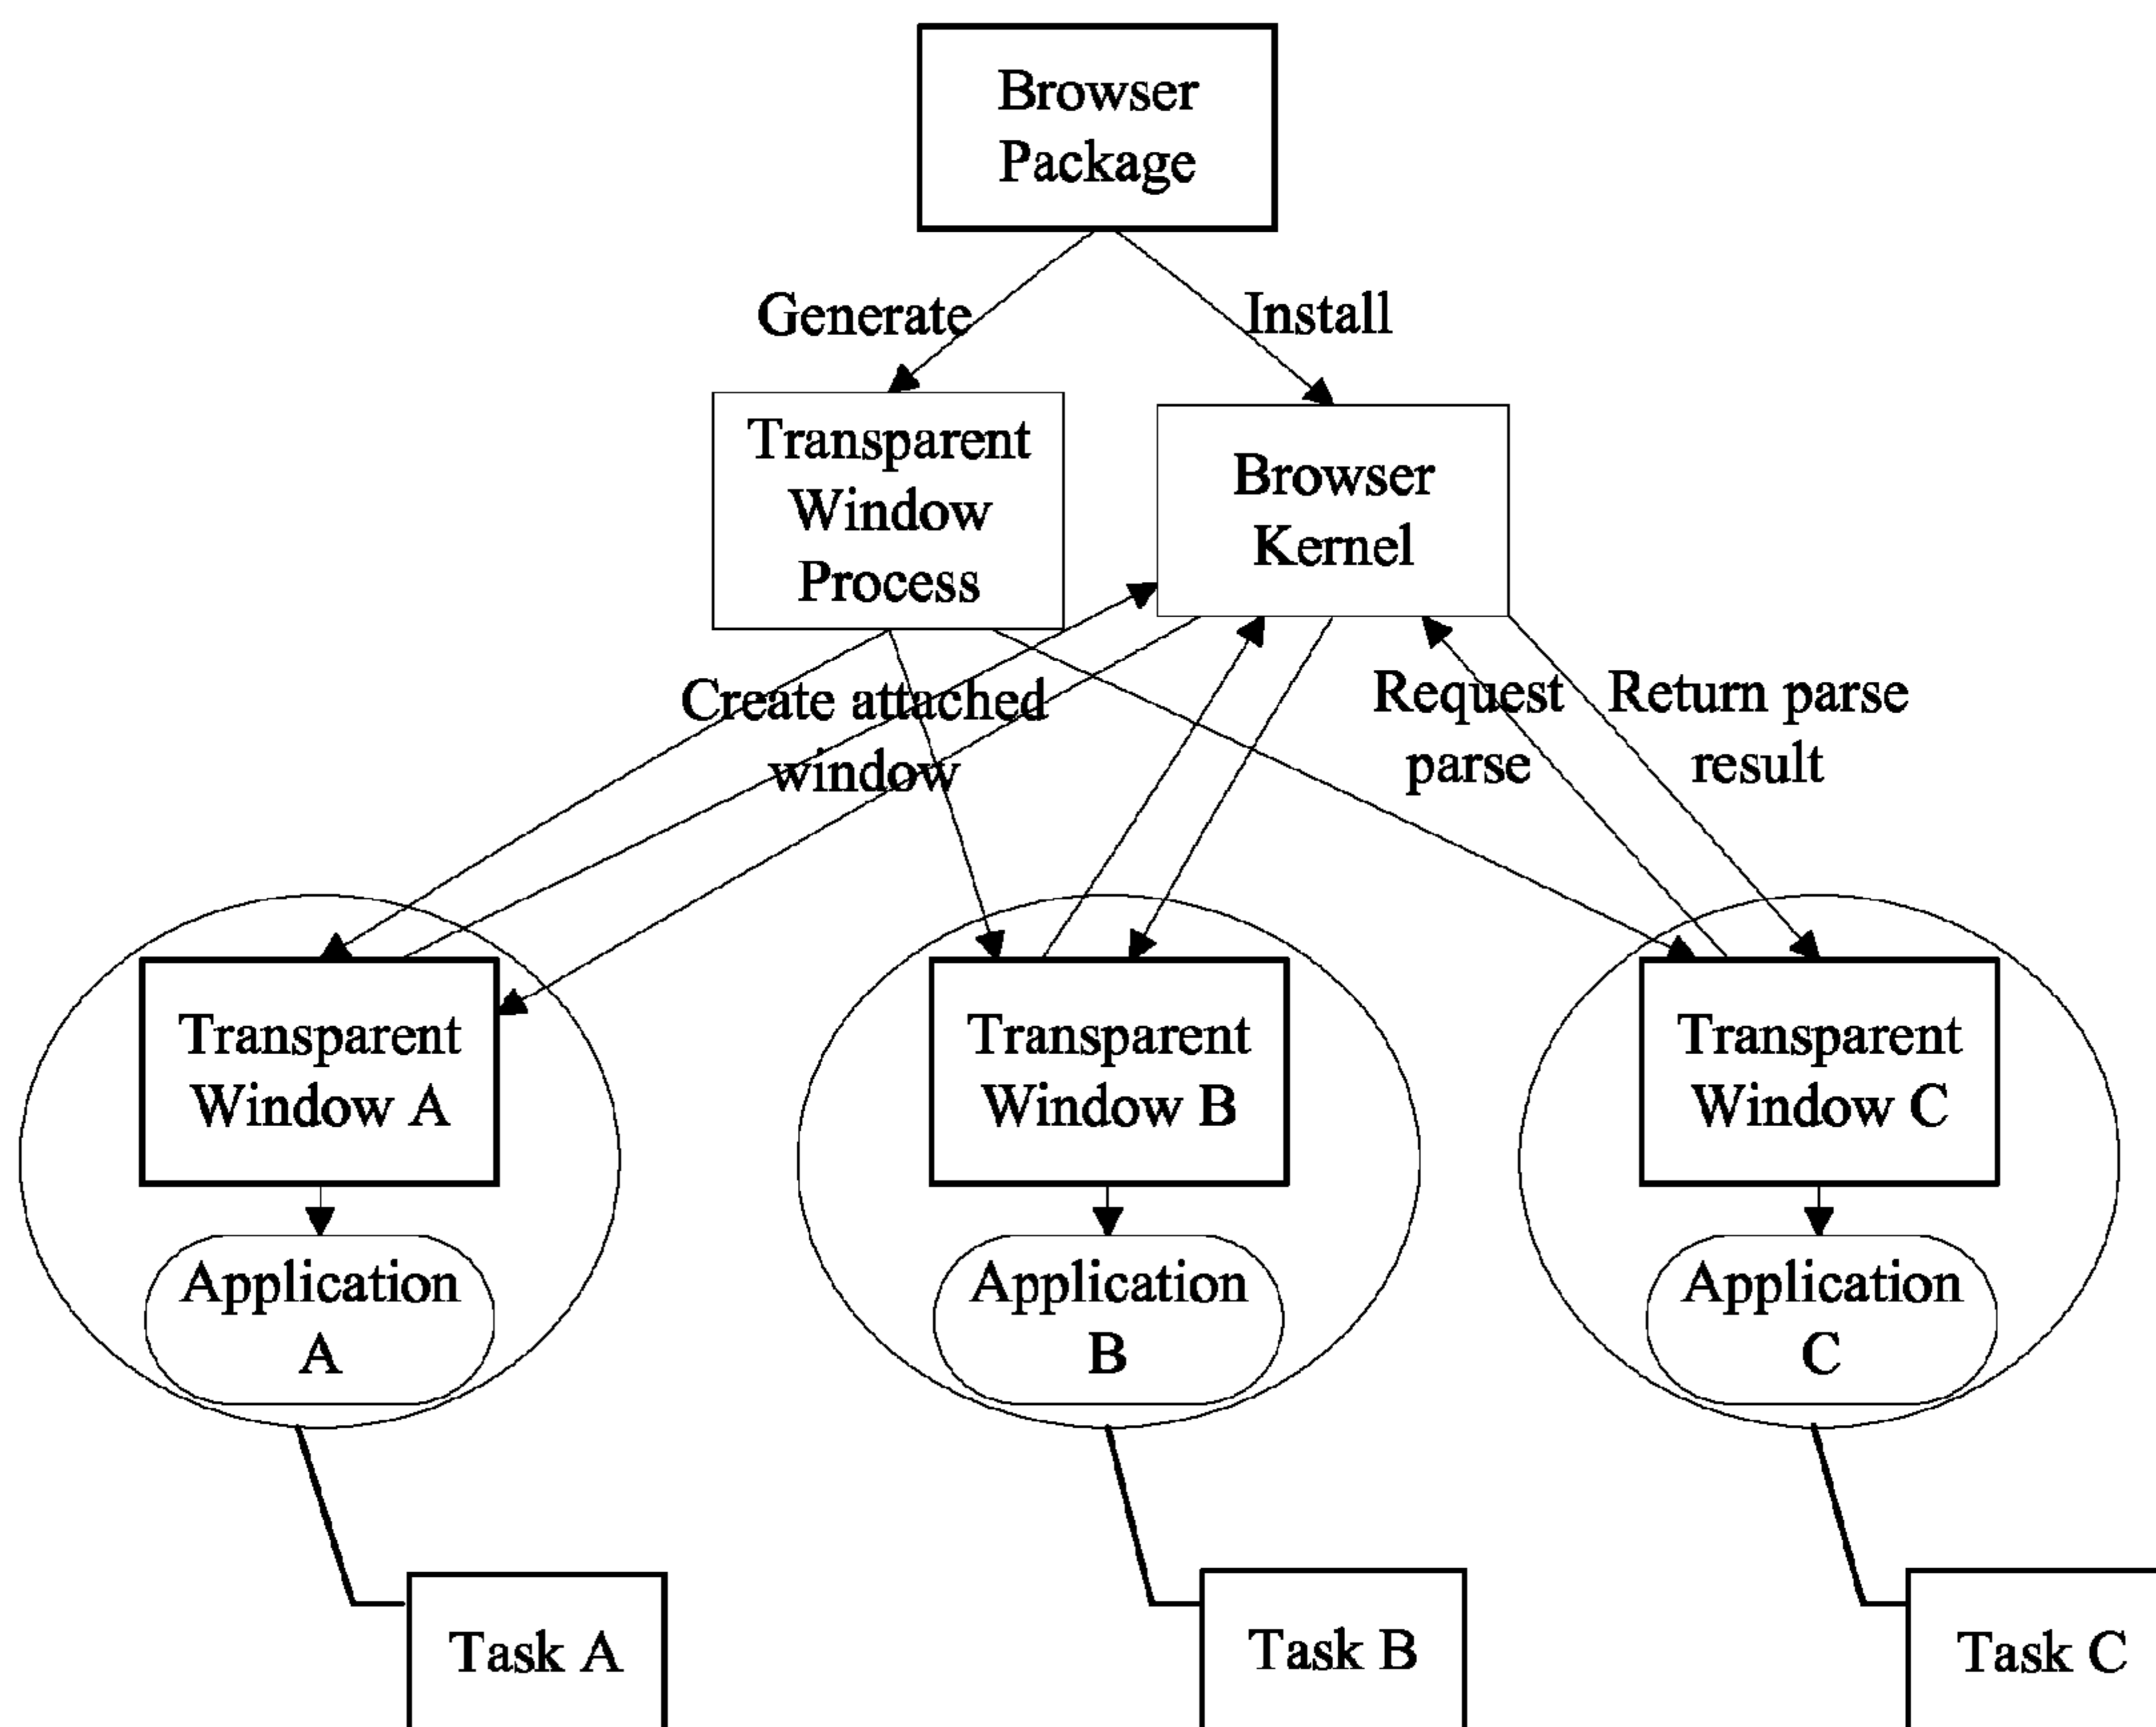 Browser
Package
Generate
Install
Transparent
Window
Process
Browser
Kernel
Create attached
window
Request
parse
Return parse
result
Transparent
Window A
Transparent
Window B
Transparent
Window C
Application
A
Application
B
Application
C
Task A
Task B
Task C